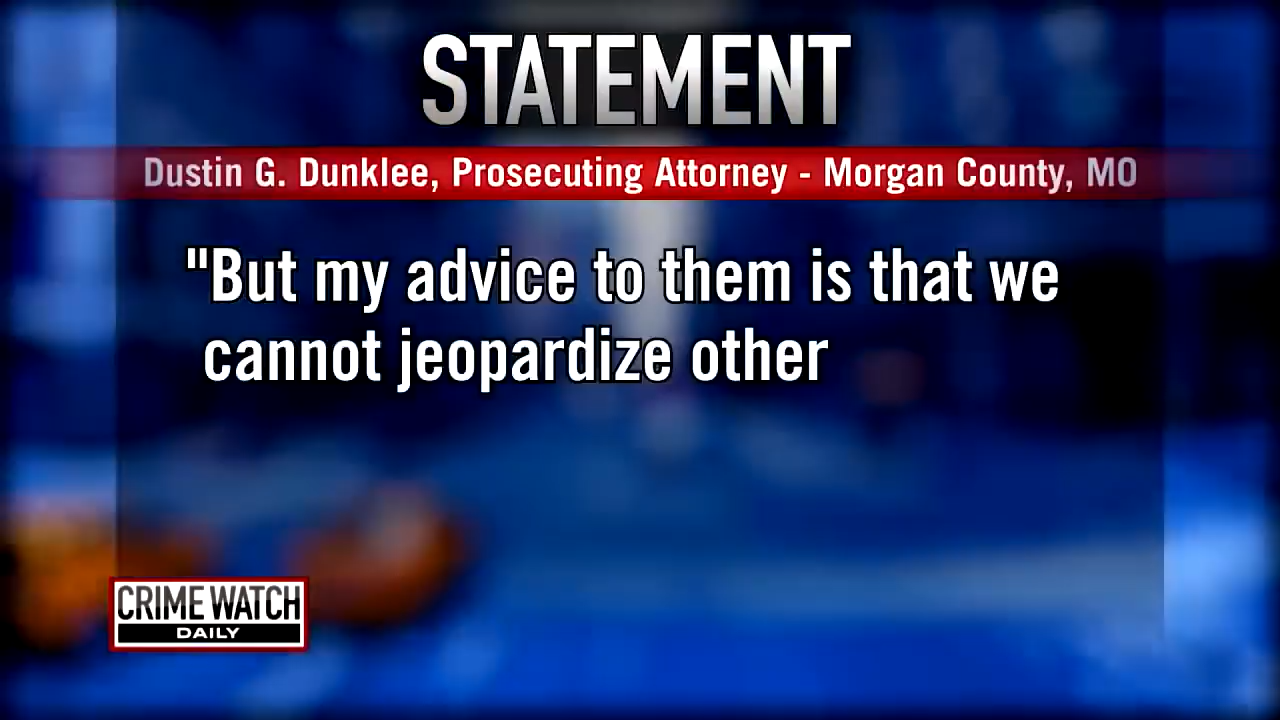 STATEMENT
Dustin G. Dunklee, Prosecuting Attorney - Morgan County, MO
"But my advice to them is that we
cannot jeopardize other
CRIME WATCH
DAILY